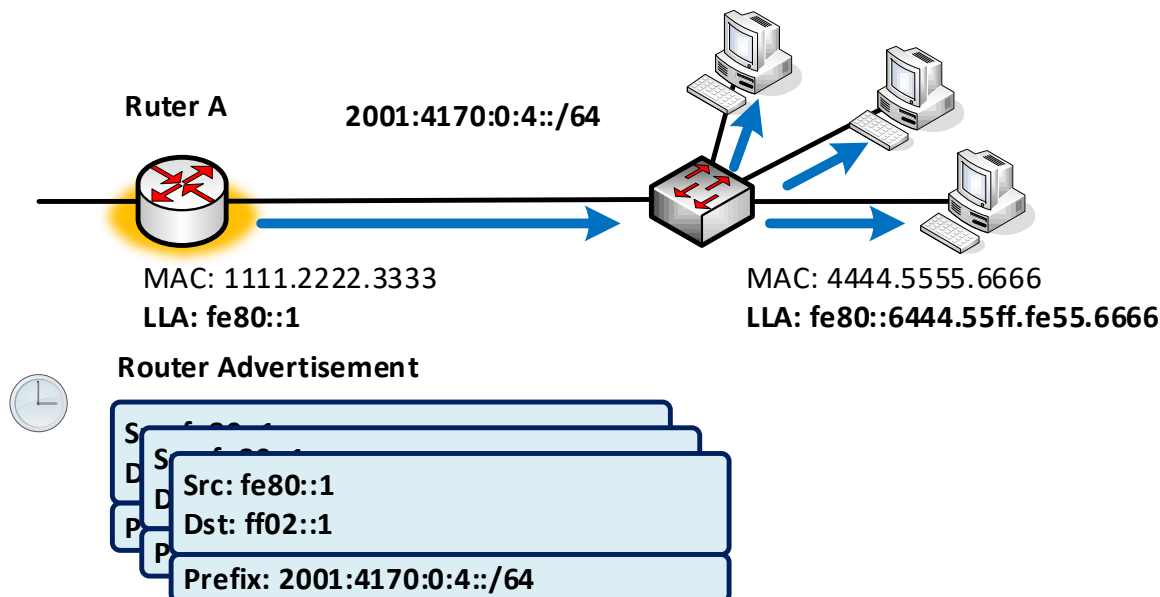 Ruter A
2001:4170:0:4::/64
MAC: 1111.2222.3333
LLA: fe80::1
MAC: 4444.5555.6666
LLA: fe80::6444.55ff.fe55.6666
Router Advertisement
Src: fe80::1
Dst: ff02::1
Prefix: 2001:4170:0:4::/64